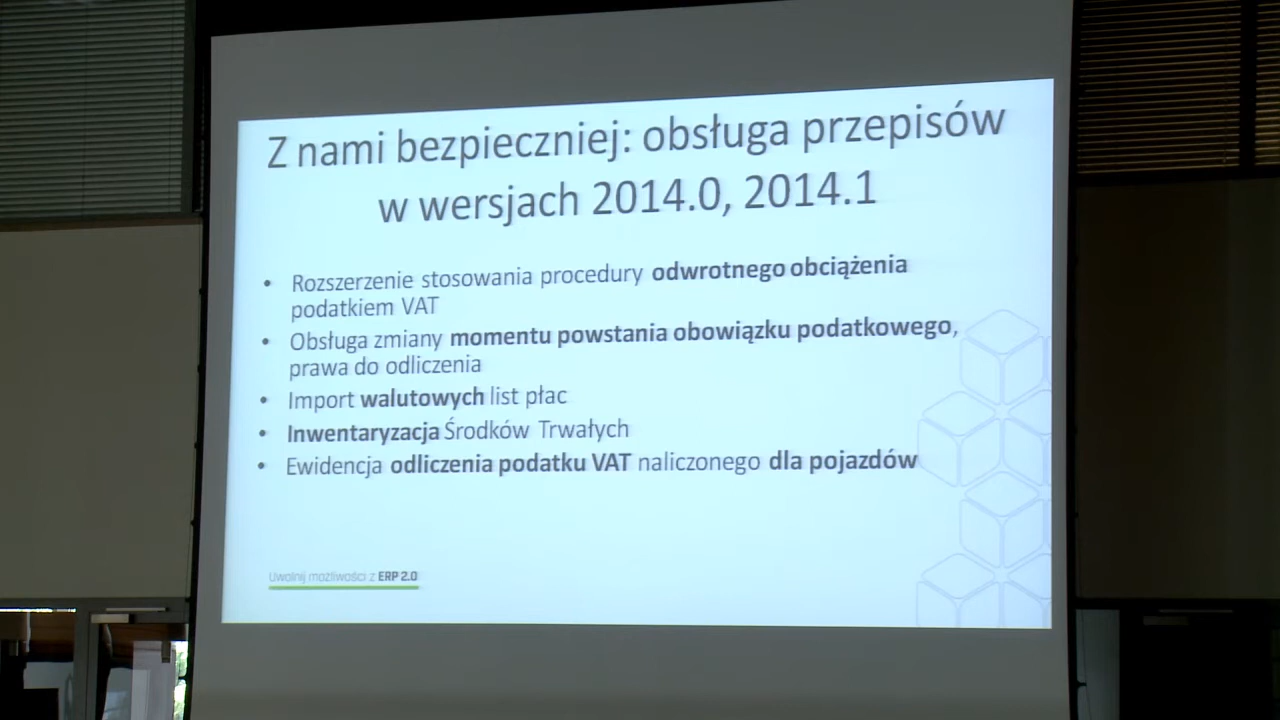 Z nami bezpieczniej: obsługa przepisów
w wersjach 2014.0, 2014.1
• Rozszerzenie stosowania procedury odwrotnego obciążenia
podatkiem VAT
• Obsługa zmiany momentu powstania obowiązku podatkowego,
prawa do odliczenia
• Import walutowych list płac
• Inwentaryzacja Środków Trwałych
• Ewidencja odliczenia podatku VAT naliczonego dla pojazdów
Uwolnij możliwości z ERP 2.0